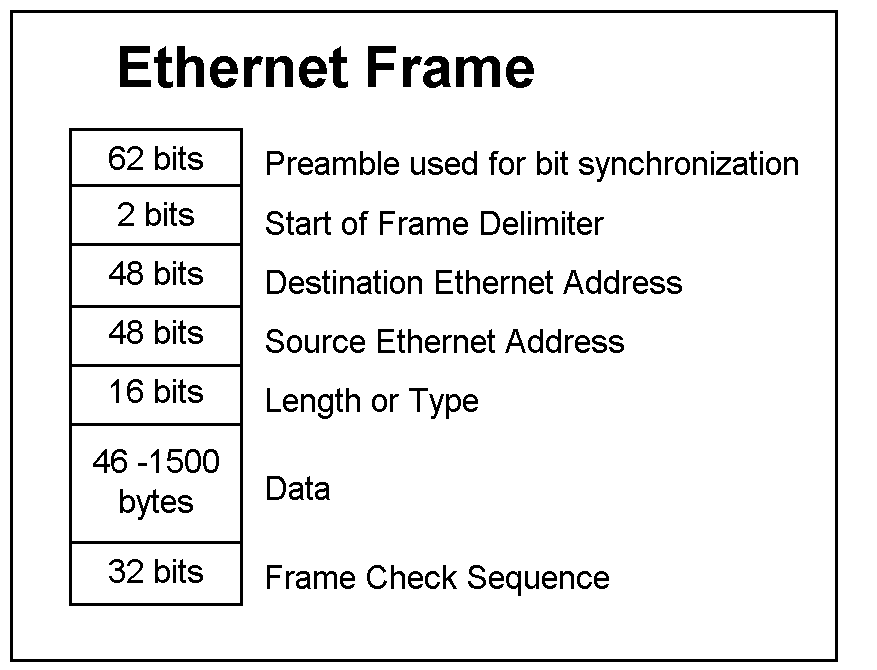 Ethernet Frame
62 bits Preamble used for bit synchronization
2 bits Start of Frame Delimiter
48 bits Destination Ethernet Address
48 bits Source Ethernet Address
16 bits Length or Type
46 -1500
bytes Data
32 bits Frame Check Sequence